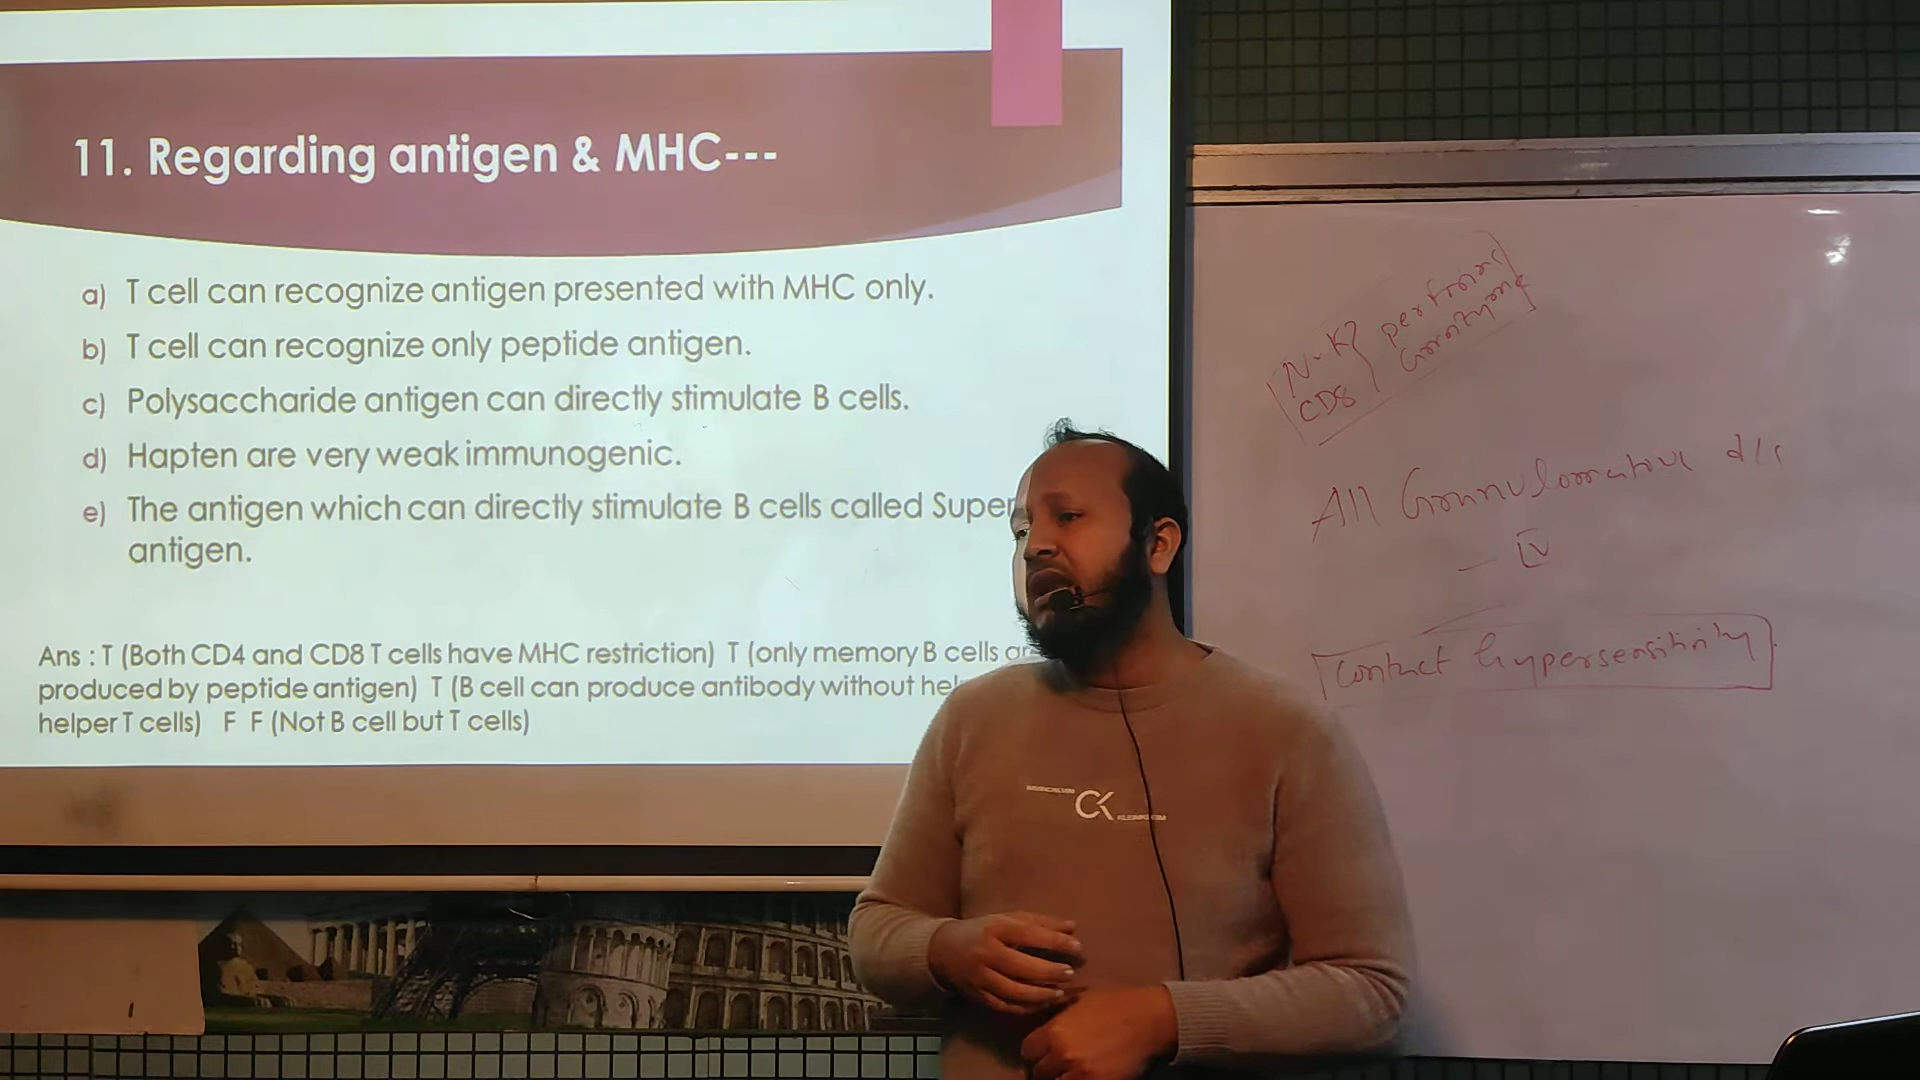 11. Regarding antigen & MHC---
a) T cell can recognize antigen presented with MHC only.
b) T cell can recognize only peptide antigen.
c) Polysaccharide antigen can directly stimulate B cells.
d) Hapten are very weak immunogenic.
e) The antigen which can directly stimulate B cells called Super
antigen.
Ans : T (Both CD4 and CD8 T cells have MHC restriction) T (only memory B cells
produced by peptide antigen) T (B cell can produce antibody without
helper T cells) F F (Not B cell but T cells)
N-K
CD8
All
IV
Contact hypersensitivity
CK